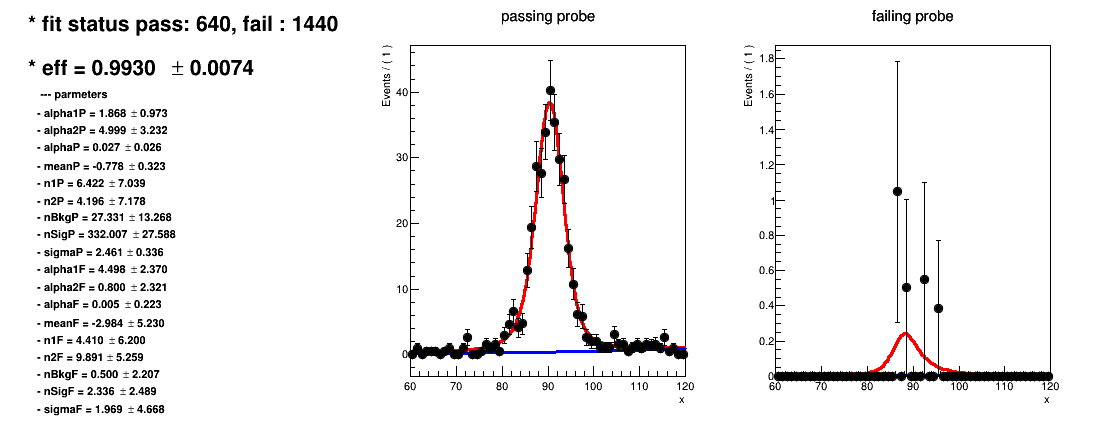 * fit status pass: 640, fail : 1440
* eff = 0.9930 ± 0.0074
--- parmeters
- alpha1P = 1.868 ± 0.973
- alpha2P = 4.999 ± 3.232
- alphaP = 0.027 ± 0.026
- meanP = -0.778 ± 0.323
- n1P = 6.422 ± 7.039
- n2P = 4.196 ± 7.178
- nBkgP = 27.331 ± 13.268
- nSigP = 332.007 ± 27.588
- sigmaP = 2.461 ± 0.336
- alpha1F = 4.498 ± 2.370
- alpha2F = 0.800 ± 2.321
- alphaF = 0.005 ± 0.223
- meanF = -2.984 ± 5.230
- n1F = 4.410 ± 6.200
- n2F = 9.891 ± 5.259
- nBkgF = 0.500 ± 2.207
- nSigF = 2.336 ± 2.489
- sigmaF = 1.969 ± 4.668
passing probe
Events / ( 1 )
40
30
20
10
0
60 70 80 90 100 110 120
x
failing probe
Events / ( 1 )
1.8
1.6
1.4
1.2
1
0.8
0.6
0.4
0.2
0
60 70 80 90 100 110 120
x